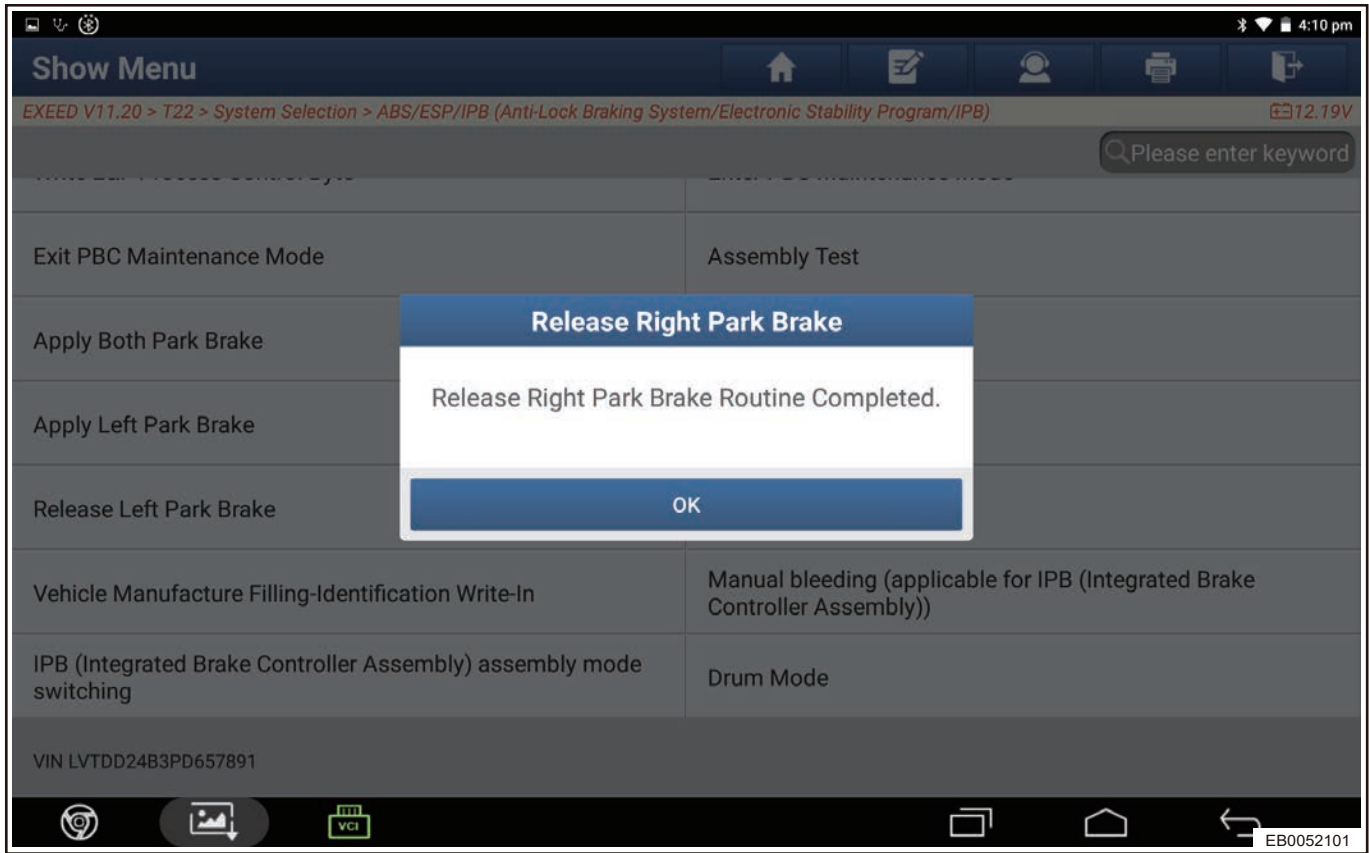 4:10 pm
Show Menu
EXEED V11.20 > T22 > System Selection > ABS/ESP/IPB (Anti-Lock Braking System/Electronic Stability Program/IPB)
12.19V
Please enter keyword
Exit PBC Maintenance Mode
Assembly Test
Release Right Park Brake
Apply Both Park Brake
Release Right Park Brake Routine Completed.
Apply Left Park Brake
Release Left Park Brake
OK
Vehicle Manufacture Filling-Identification Write-In
Manual bleeding (applicable for IPB (Integrated Brake
Controller Assembly))
IPB (Integrated Brake Controller Assembly) assembly mode
switching
Drum Mode
VIN LVTDD24B3PD657891
VCI
EB0052101